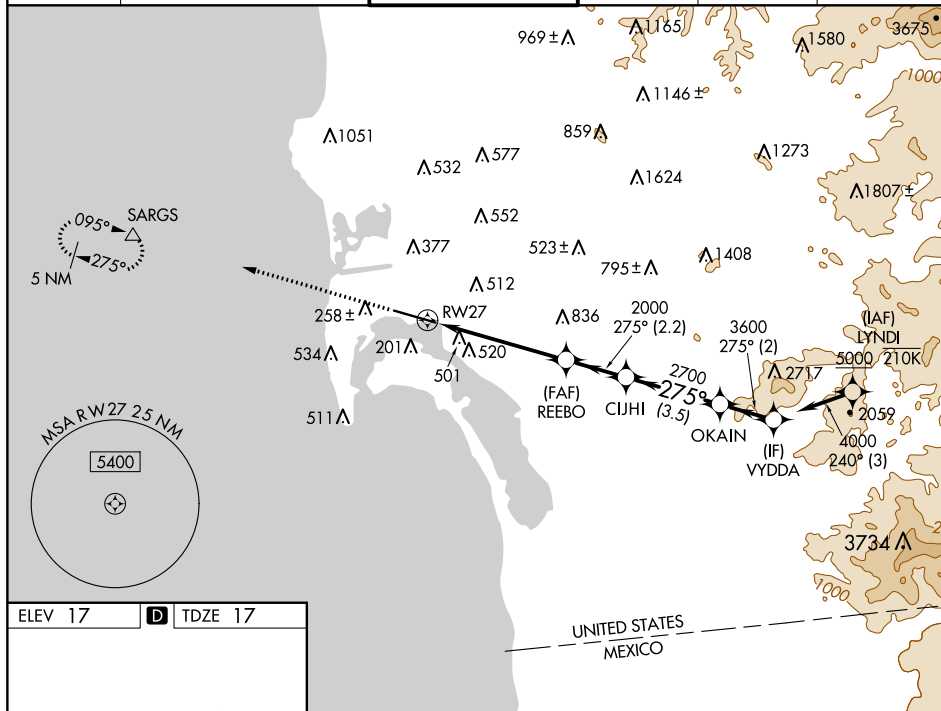 969 ±
1165
1580
3675
1000
1146 ±
859
1051
532
577
1273
1624
1807 ±
SARGS
095°
275°
5 NM
552
377
523 ±
1408
795 ±
512
258 ±
RW27
836
2000
275° (2.2)
3600
275° (2)
(IAF)
LYNDI
534
201
501
520
2700
275°
(3.5)
2717
5000
210K
(FAF)
REEBO
CIJHI
OKAIN
(IF)
VYDDA
2059
4000
240° (3)
511
MSA RW27 25 NM
5400
3734
1000
ELEV 17
D
TDZE 17
UNITED STATES
MEXICO